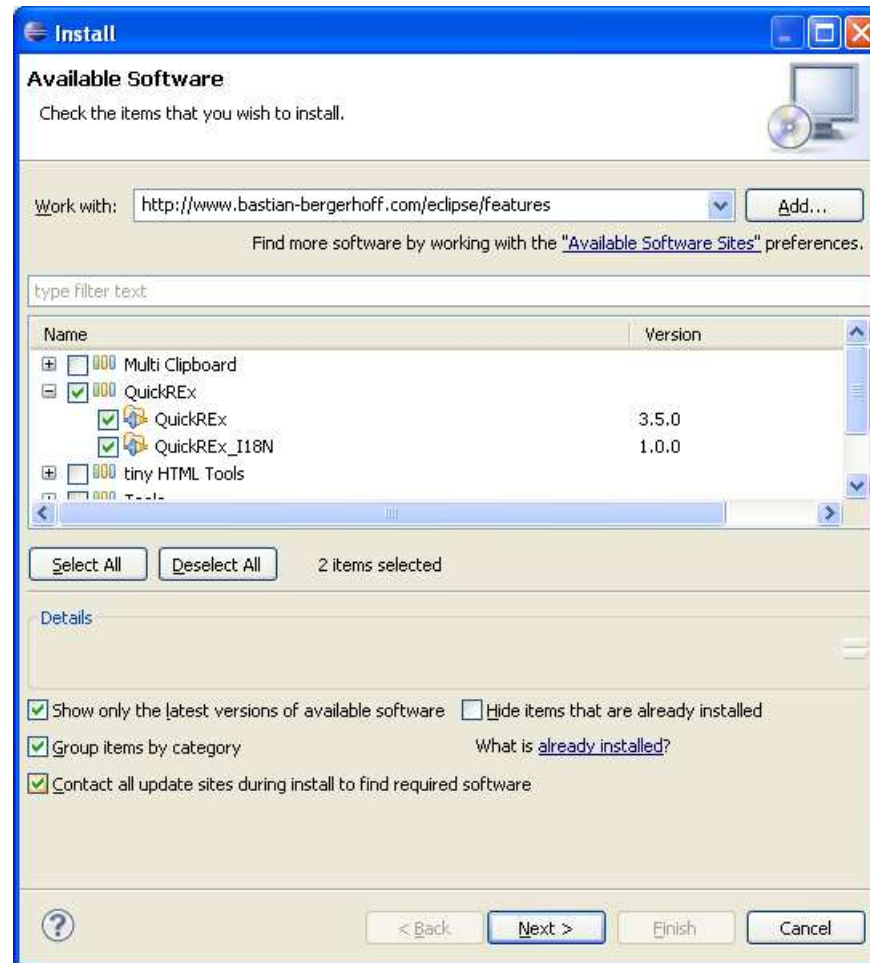 Install
Available Software
Check the items that you wish to install.
Work with: http://www.bastian-bergerhoff.com/eclipse/features Add...
Find more software by working with the "Available Software Sites" preferences.
type filter text
Name Version
Multi Clipboard
QuickREx
QuickREx 3.5.0
QuickREx_I18N 1.0.0
tiny HTML Tools
Tools
Select All Deselect All 2 items selected
Details
Show only the latest versions of available software Hide items that are already installed
Group items by category What is already installed?
Contact all update sites during install to find required software
? < Back Next > Finish Cancel